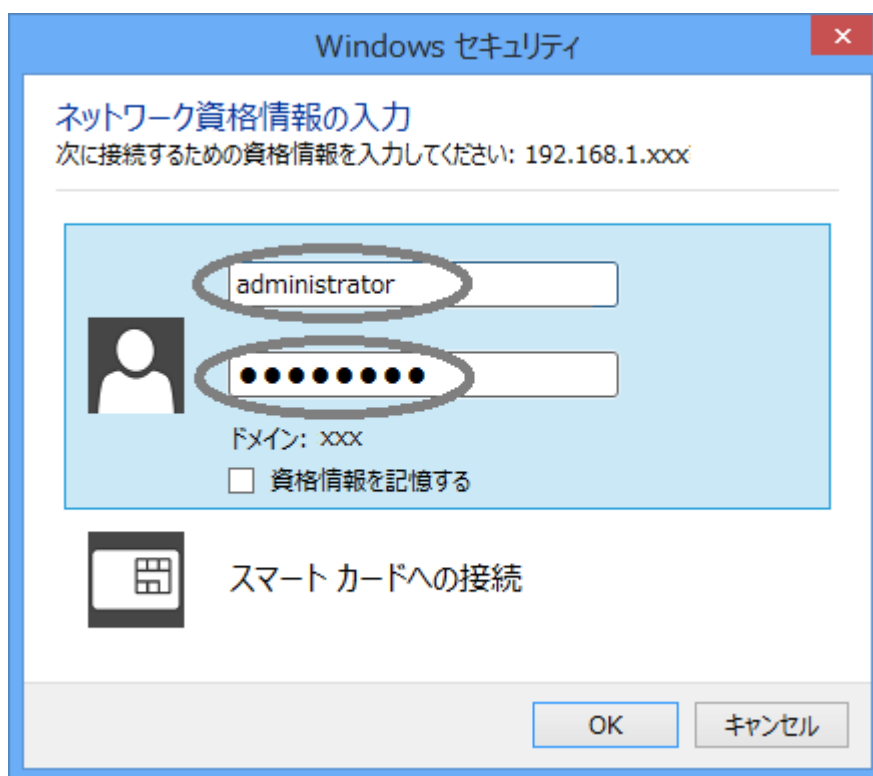 Windows セキュリティ
ネットワーク資格情報の入力
次に接続するための資格情報を入力してください: 192.168.1.xxx
administrator
●●●●●●●●
ドメイン: xxx
資格情報を記憶する
スマート カードへの接続
OK
キャンセル